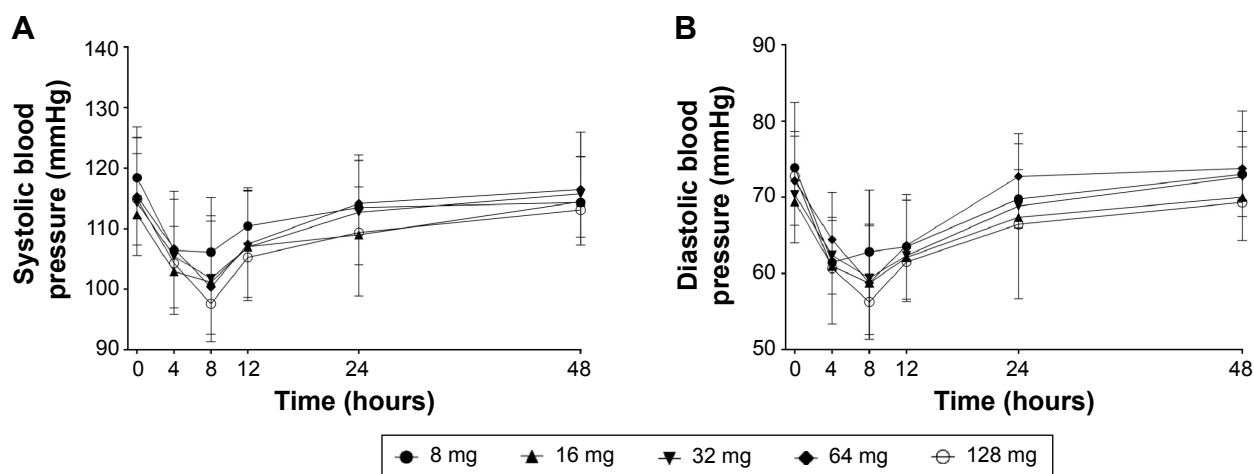 A
Systolic blood
pressure (mmHg)
140
130
120
110
100
90
0 4 8 12 24 48
Time (hours)
B
Diastolic blood
pressure (mmHg)
90
80
70
60
50
0 4 8 12 24 48
Time (hours)
8 mg 16 mg 32 mg 64 mg 128 mg